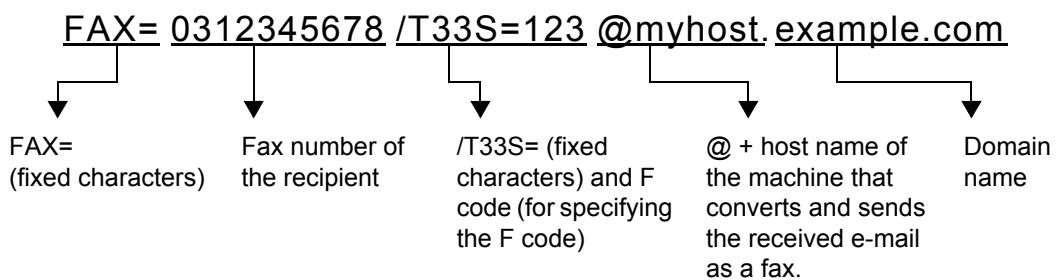 FAX= 0312345678 /T33S=123 @myhost.example.com
FAX=
(fixed characters)
Fax number of
the recipient
/T33S= (fixed
characters) and F
code (for specifying
the F code)
@ + host name of
the machine that
converts and sends
the received e-mail
as a fax.
Domain
name